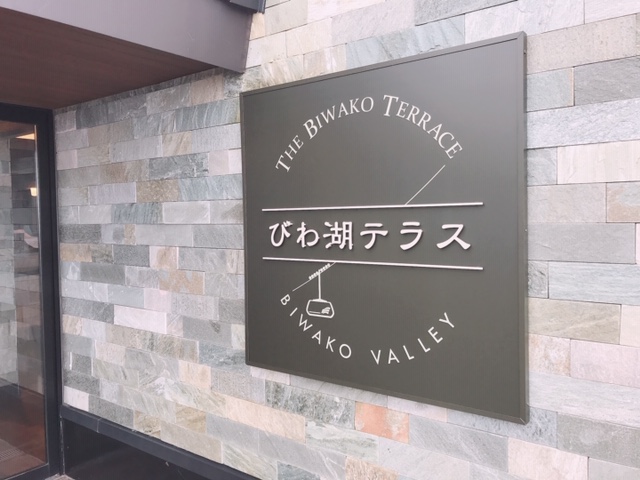 THE BIWAKO TERRACE
びわ湖テラス
BIWAKO VALLEY